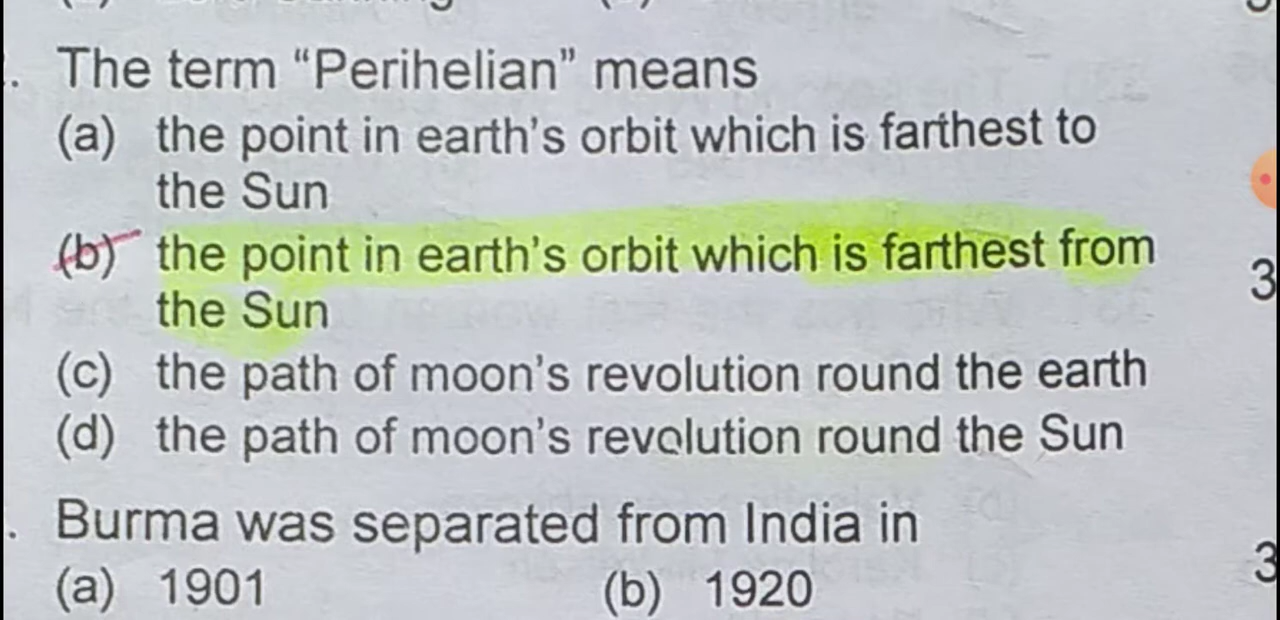 . The term “Perihelian” means
(a) the point in earth's orbit which is farthest to
the Sun
(b) the point in earth's orbit which is farthest from
the Sun
(c) the path of moon's revolution round the earth
(d) the path of moon's revolution round the Sun
. Burma was separated from India in
(a) 1901 (b) 1920
3
3